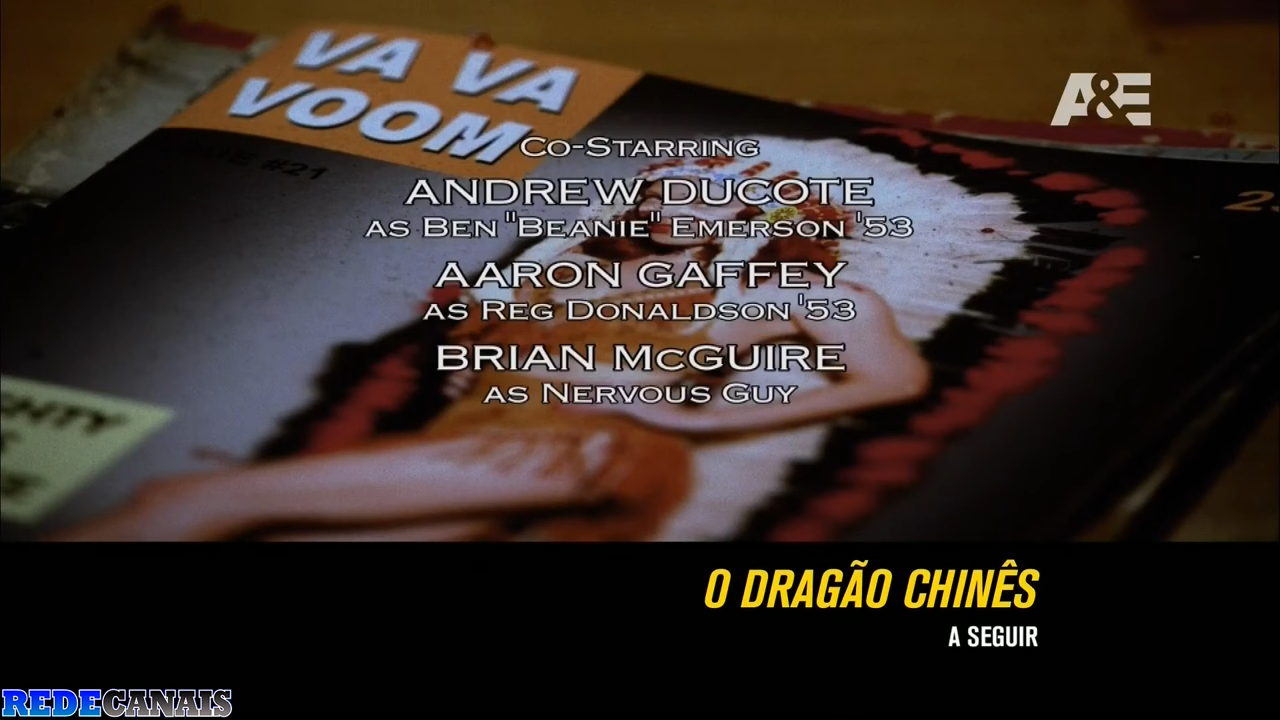 VA VA
VOOM
A&E
#21
Co-Starring
ANDREW DUCOTE
as Ben "Beanie" Emerson '53
AARON GAFFEY
as Reg Donaldson '53
BRIAN McGUIRE
as Nervous Guy
O DRAGÃO CHINÊS
A SEGUIR
REDECANAIS